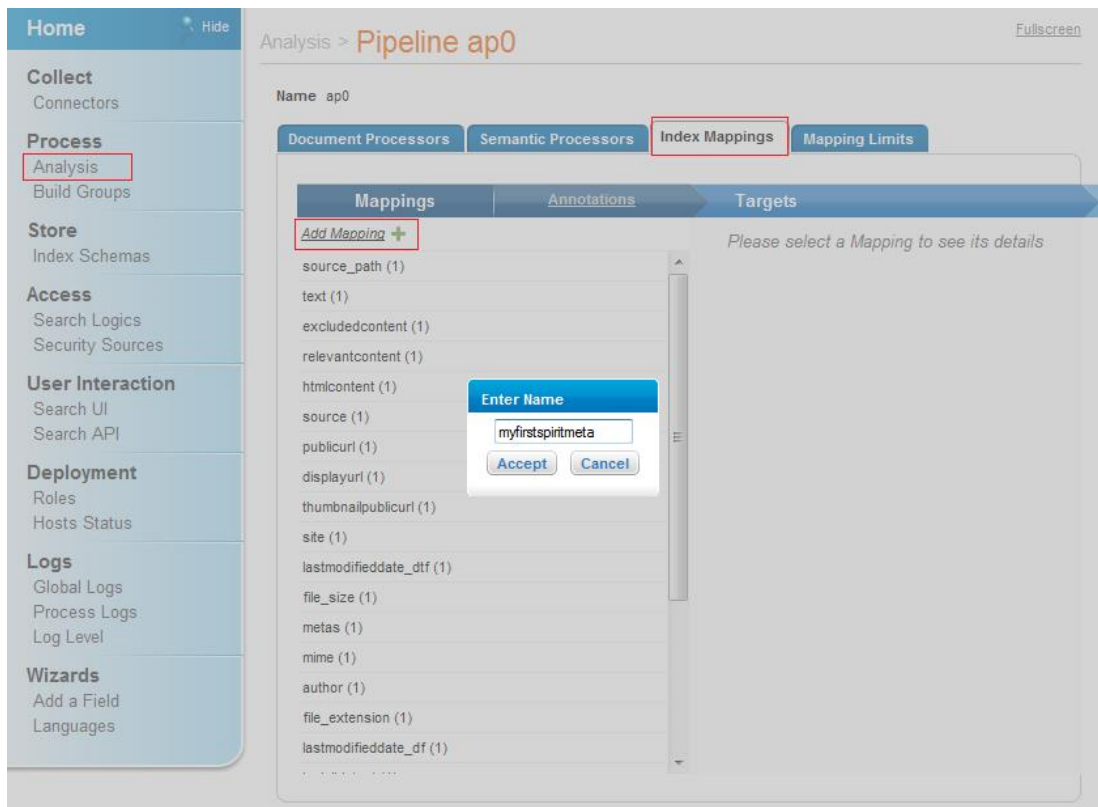 Home
Hide
Collect
Connectors
Process
Analysis
Build Groups
Store
Index Schemas
Access
Search Logics
Security Sources
User Interaction
Search UI
Search API
Deployment
Roles
Hosts Status
Logs
Global Logs
Process Logs
Log Level
Wizards
Add a Field
Languages
Analysis > Pipeline ap0
Fullscreen
Name ap0
Document Processors
Semantic Processors
Index Mappings
Mapping Limits
Mappings
Annotations
Targets
Add Mapping
Please select a Mapping to see its details
source_path (1)
text (1)
excludedcontent (1)
relevantcontent (1)
htmlcontent (1)
source (1)
publicurl (1)
displayurl (1)
thumbnailpublicurl (1)
site (1)
lastmodifieddate_dtf (1)
file_size (1)
metas (1)
mime (1)
author (1)
file_extension (1)
lastmodifieddate_df (1)
Enter Name
myfirstspiritmeta
Accept
Cancel